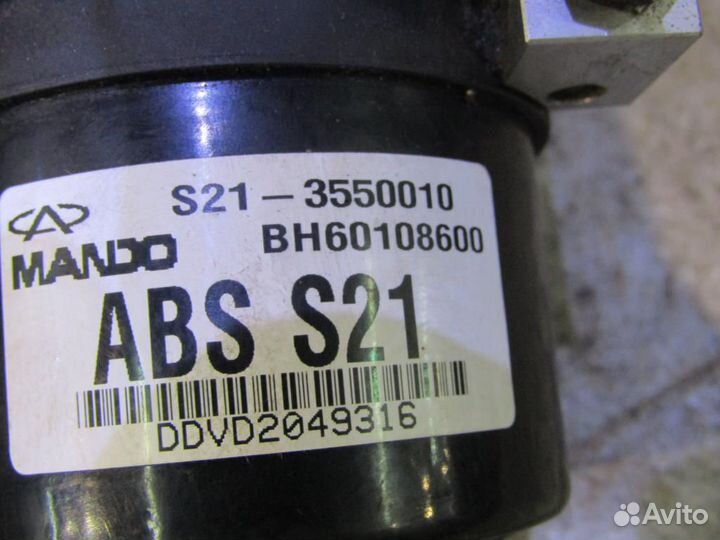 S21-3550010
MANDO BH60108600
ABS S21
DDVD2049316
Avito